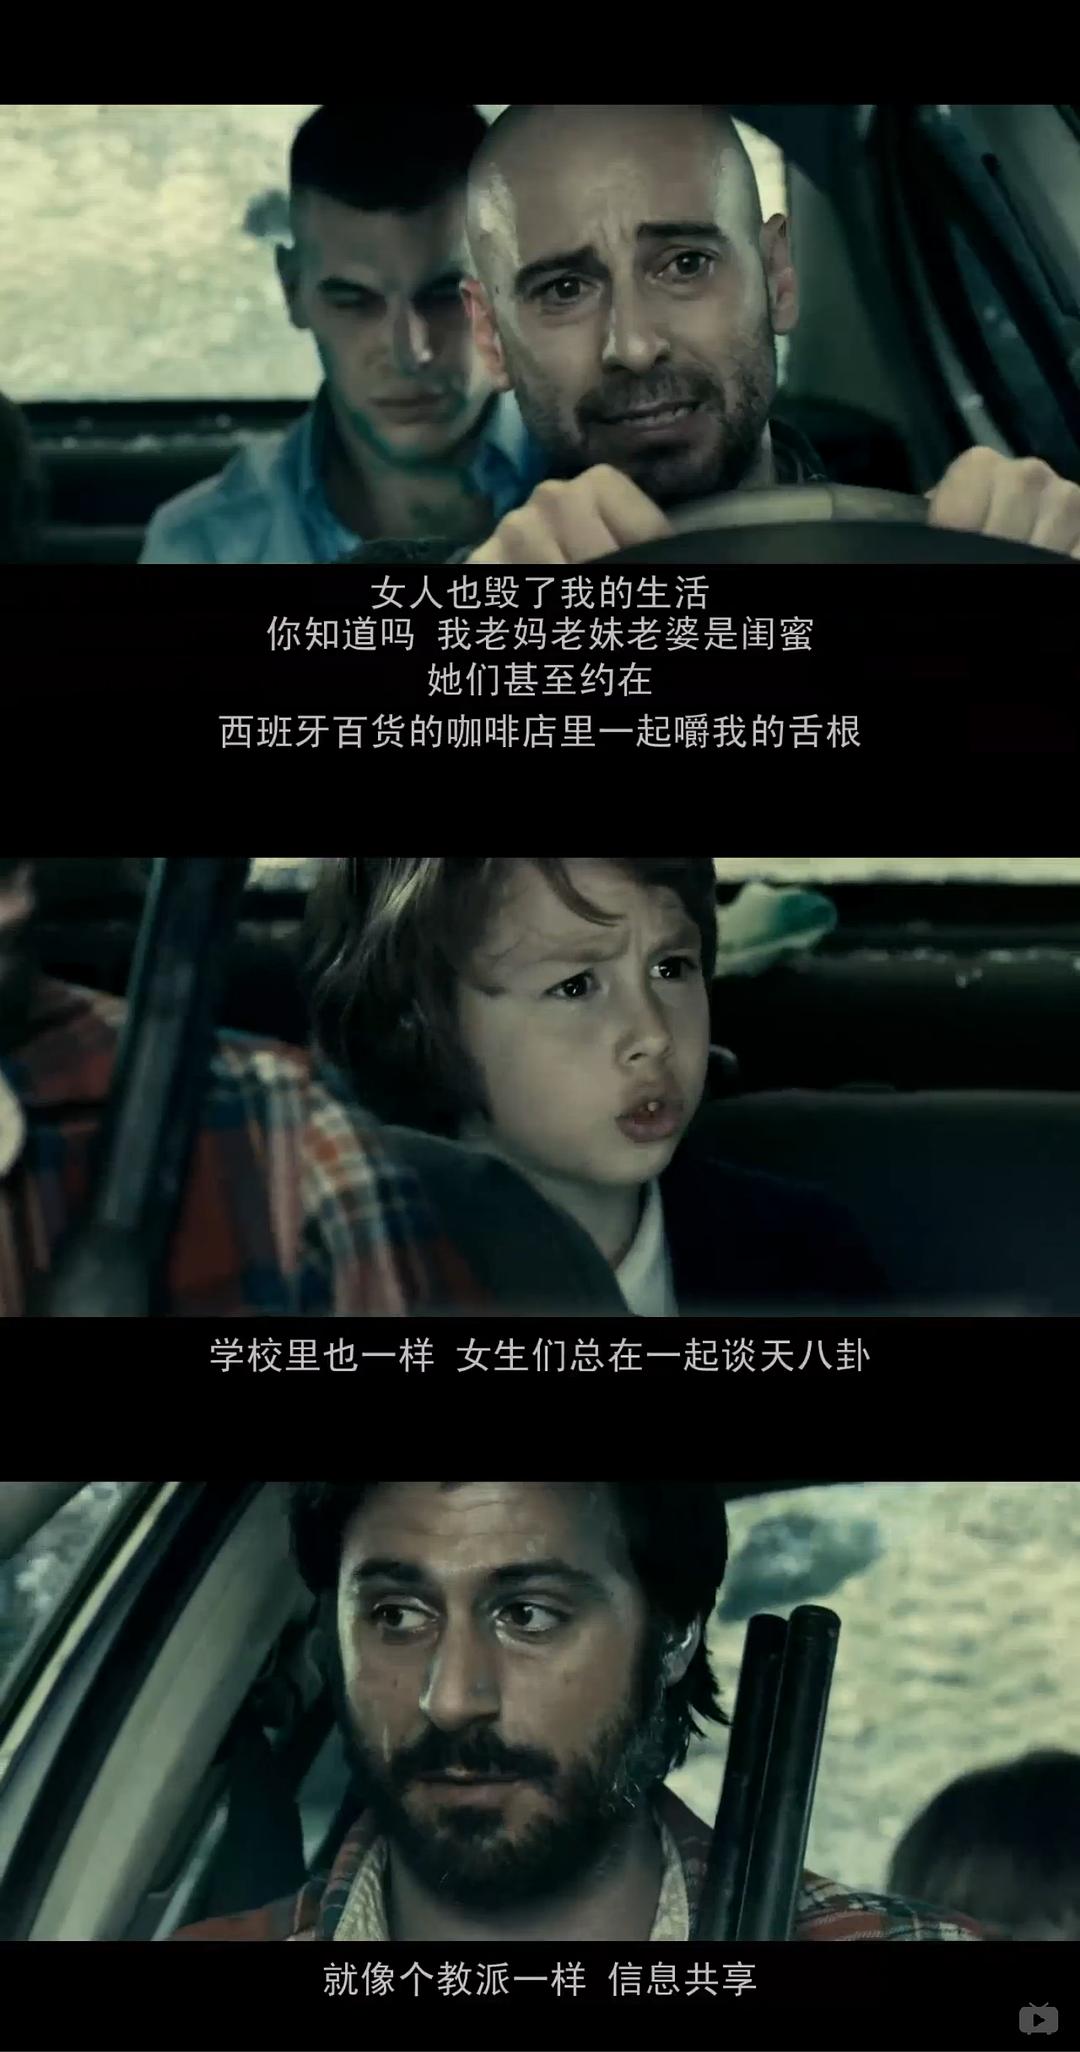 女人也毁了我的生活
你知道吗 我老妈老妹老婆是闺蜜
她们甚至约在
西班牙百货的咖啡店里一起嚼我的舌根
学校里也一样 女生们总在一起谈天八卦
就像个教派一样 信息共享